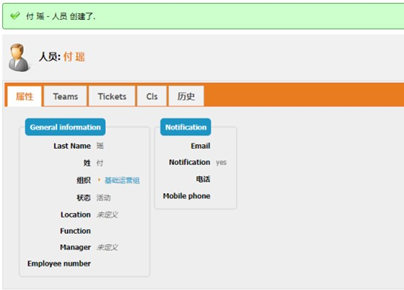 付 瑶 - 人员 创建了.
人员: 付 瑶
属性 Teams Tickets CIs 历史
General information
Last Name 瑶
姓 付
组织 基础运营组
状态 活动
Location 未定义
Function
Manager 未定义
Employee number
Notification
Email
Notification yes
电话
Mobile phone